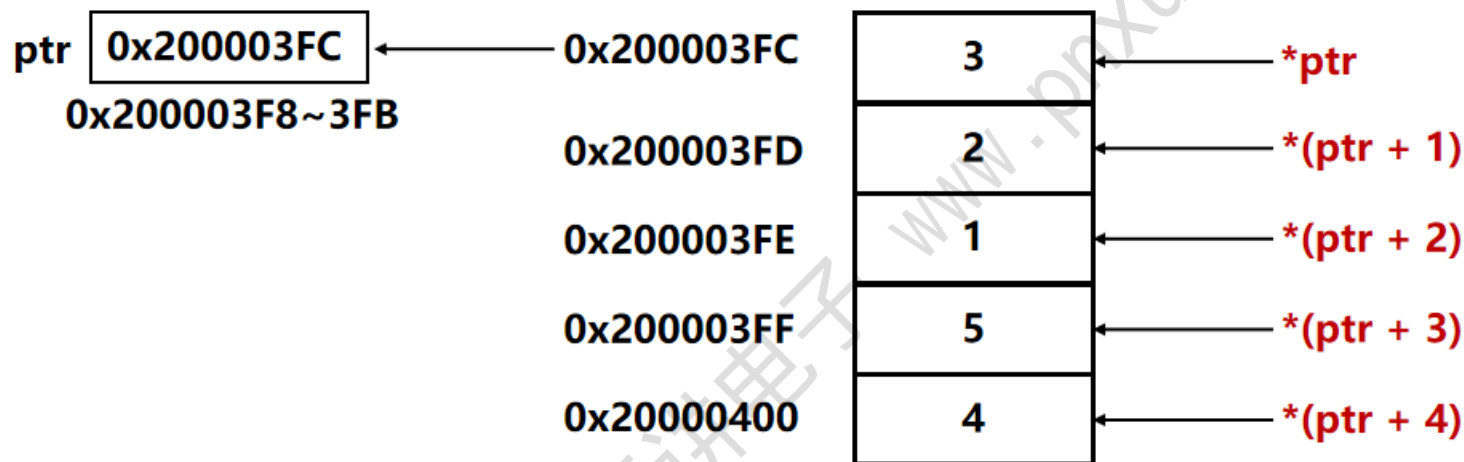 ptr 0x200003FC 0x200003FC 3 *ptr
0x200003F8~3FB
0x200003FD 2 *(ptr + 1)
0x200003FE 1 *(ptr + 2)
0x200003FF 5 *(ptr + 3)
0x20000400 4 *(ptr + 4)